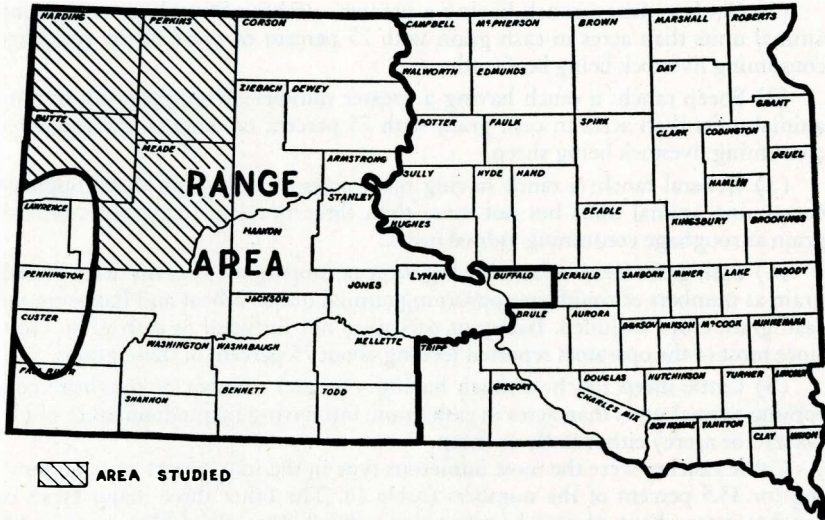 HARDING
PERKINS
CORSON
CAMPBELL
McPHERSON
BROWN
MARSHALL
ROBERTS
WALWORTH
EDMUNDS
DAY
ZIEBACH
DEWEY
GRANT
BUTTE
POTTER
FAULK
SPINK
CLARK
CODINGTON
MEADE
ARMSTRONG
DEUEL
SULLY
HYDE
HAND
HAMLIN
RANGE
STANLEY
LAWRENCE
BEADLE
KINGSBURY
BROOKINGS
HUGHES
HAAKON
AREA
PENNINGTON
LYMAN
BUFFALO
JERAULD
SANBORN
MINER
LAKE
MOODY
JONES
JACKSON
CUSTER
BRULE
AURORA
DAVISON
HANSON
McCOOK
MINNEHAHA
WASHINGTON
WASHABAUGH
MELLETTE
TRIPP
FALL RIVER
DOUGLAS
HUTCHINSON
TURNER
LINCOLN
GREGORY
SHANNON
BENNETT
TODD
CHARLES MIX
BON HOMME
YANKTON
CLAY
UNION
AREA STUDIED